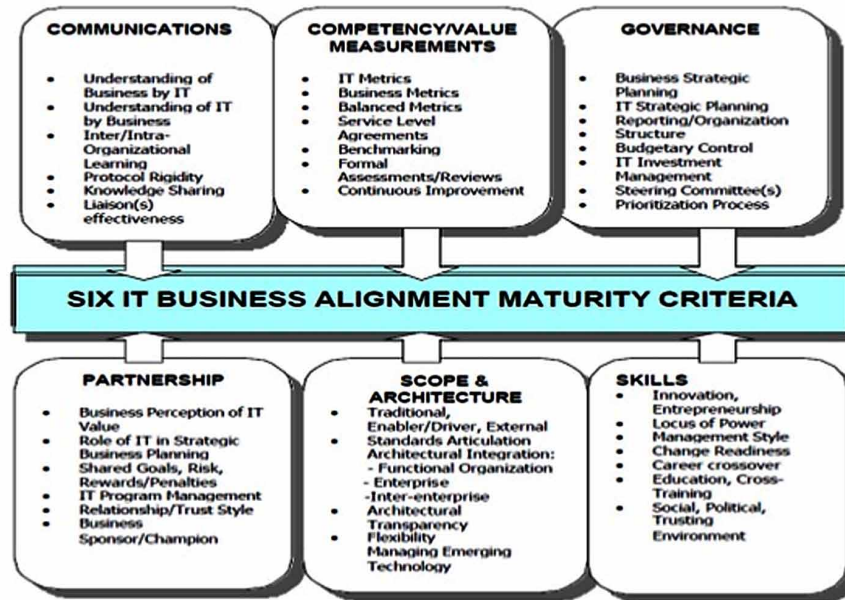 COMMUNICATIONS
• Understanding of
Business by IT
• Understanding of IT
by Business
• Inter/Intra-
Organizational
Learning
• Protocol Rigidity
• Knowledge Sharing
• Liaison(s)
effectiveness
COMPETENCY/VALUE
MEASUREMENTS
• IT Metrics
• Business Metrics
• Balanced Metrics
• Service Level
Agreements
• Benchmarking
• Formal
Assessments/Reviews
• Continuous Improvement
GOVERNANCE
• Business Strategic
Planning
• IT Strategic Planning
• Reporting/Organization
• Structure
• Budgetary Control
• IT Investment
Management
• Steering Committee(s)
• Prioritization Process
SIX IT BUSINESS ALIGNMENT MATURITY CRITERIA
PARTNERSHIP
• Business Perception of IT
Value
• Role of IT in Strategic
Business Planning
• Shared Goals, Risk,
Rewards/Penalties
• IT Program Management
• Relationship/Trust Style
• Business
Sponsor/Champion
SCOPE &
ARCHITECTURE
• Traditional,
Enabler/Driver, External
• Standards Articulation
Architectural Integration:
- Functional Organization
- Enterprise
-Inter-enterprise
• Architectural
Transparency
• Flexibility
Managing Emerging
Technology
SKILLS
• Innovation,
Entrepreneurship
• Locus of Power
• Management Style
• Change Readiness
• Career crossover
• Education, Cross-
Training
• Social, Political,
Trusting
Environment